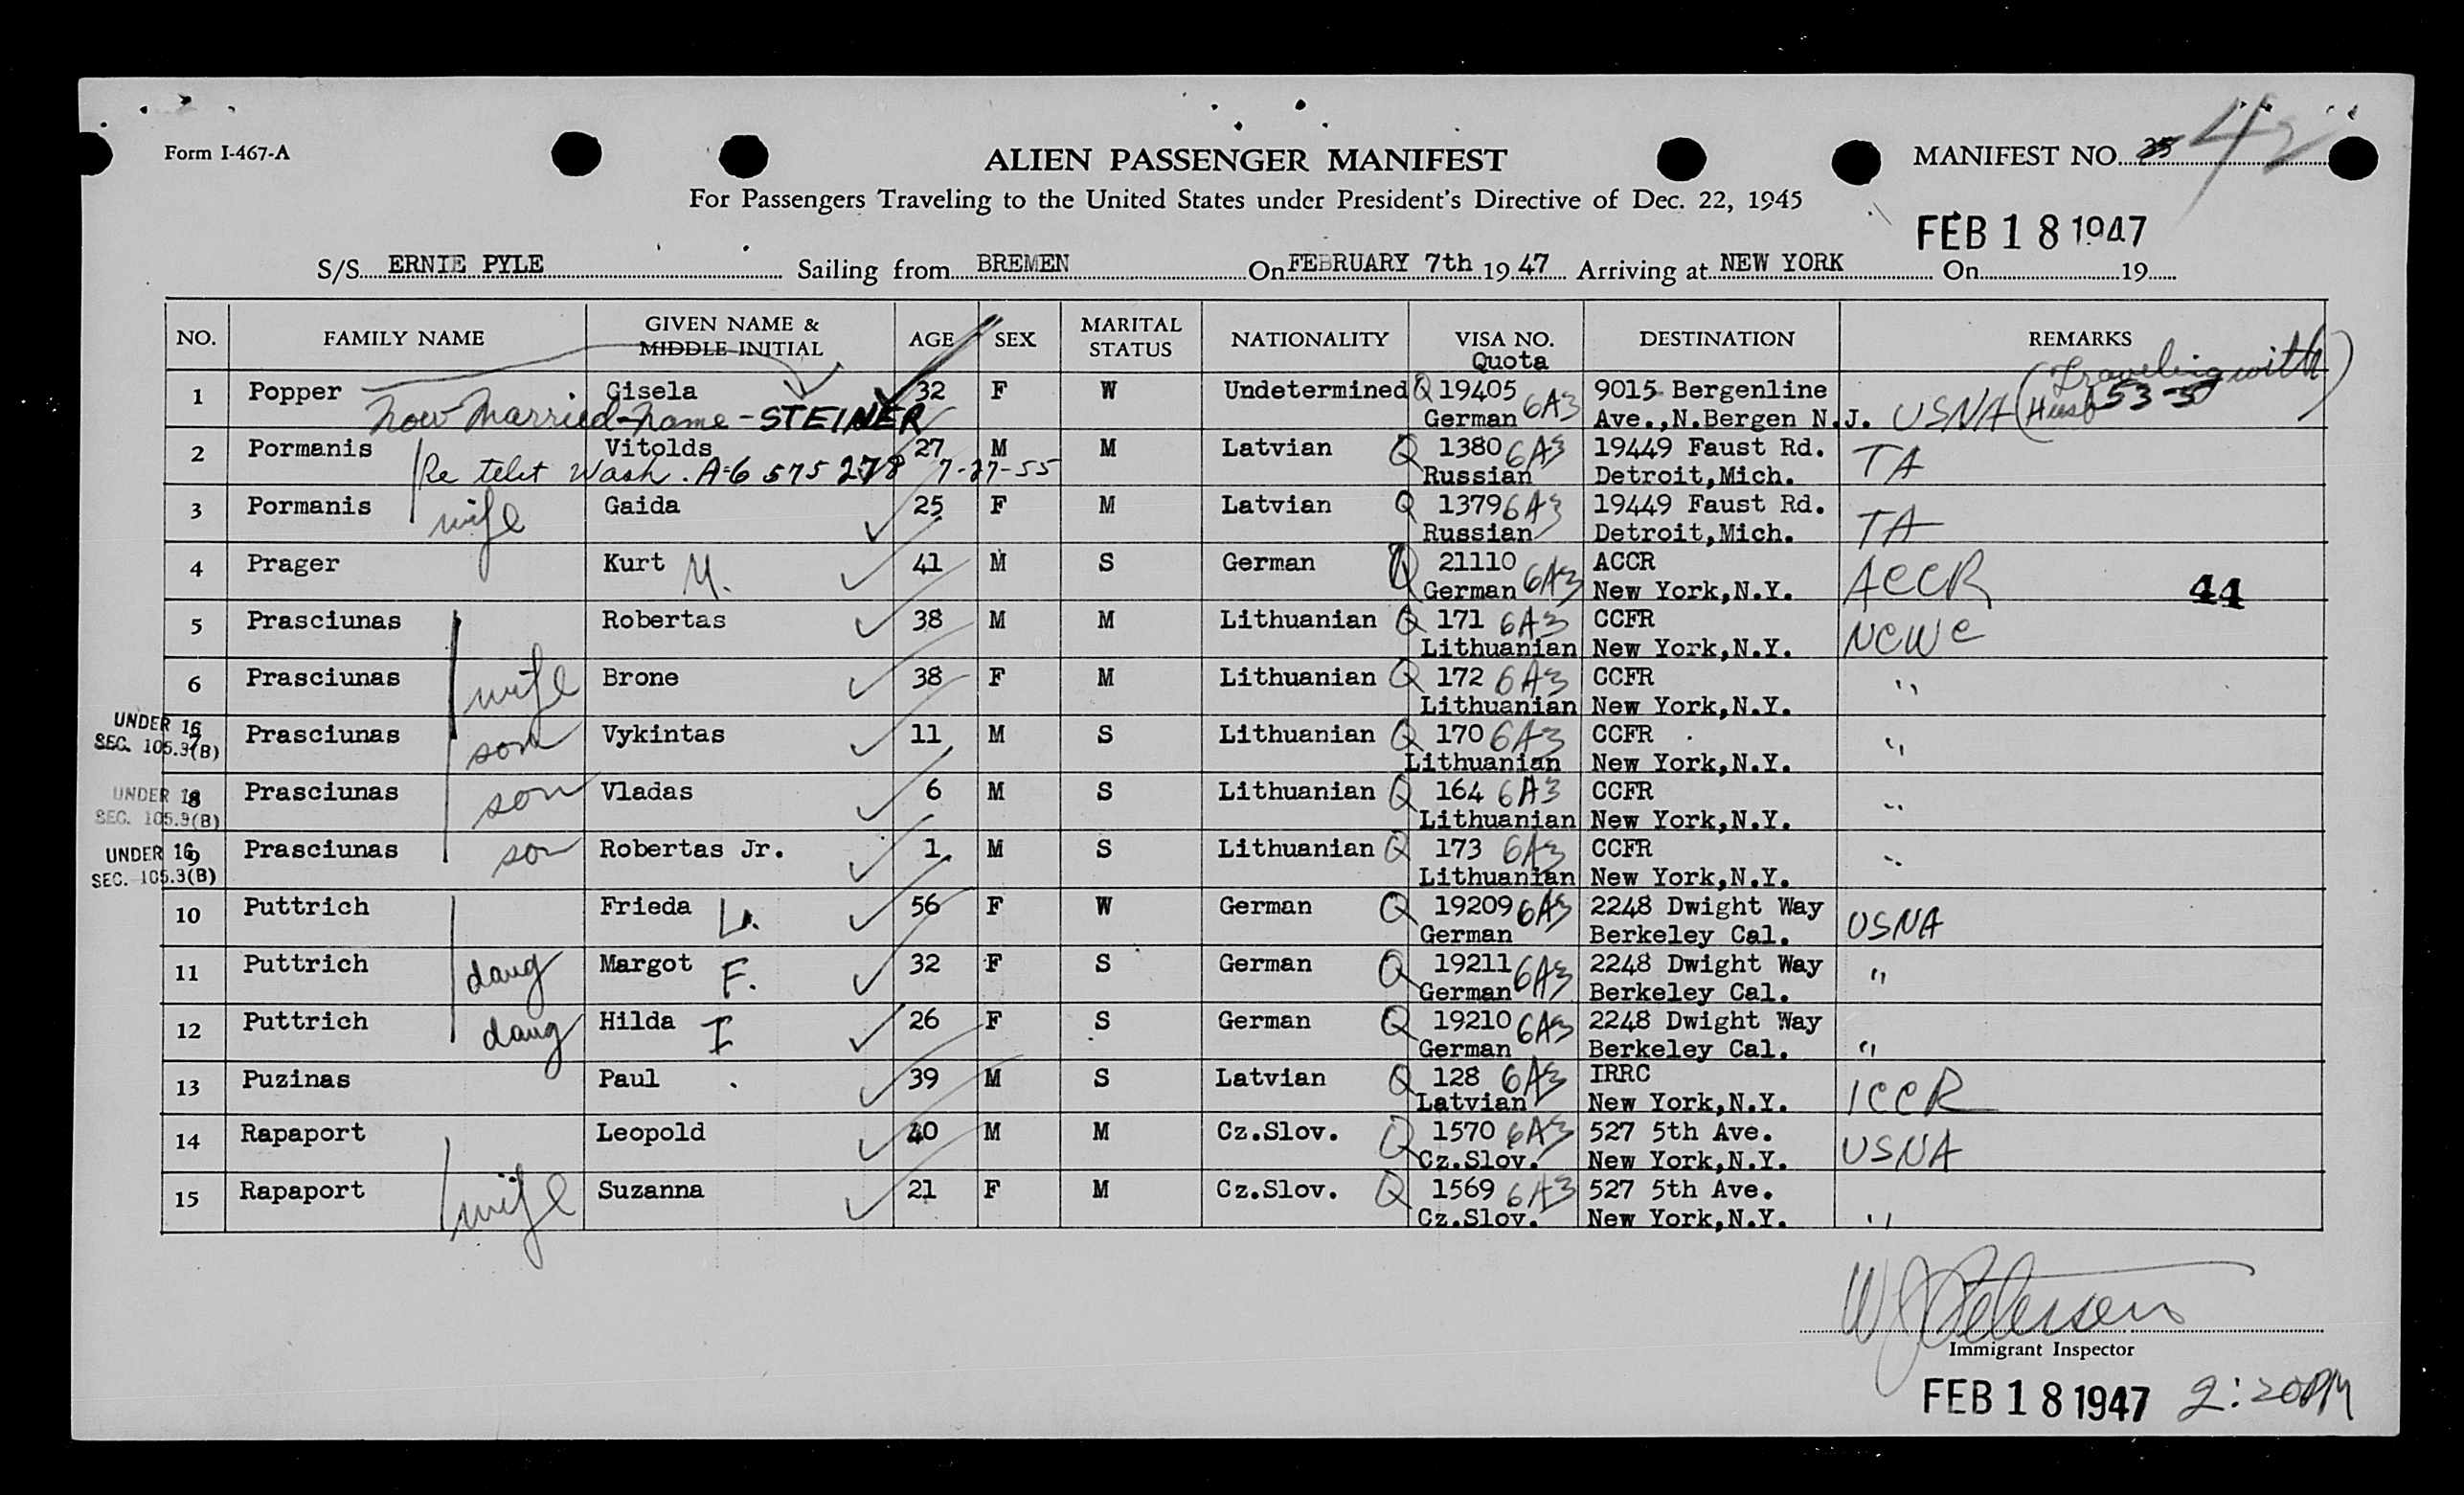 Form I-467-A
ALIEN PASSENGER MANIFEST
MANIFEST NO. 25 42
For Passengers Traveling to the United States under President's Directive of Dec. 22, 1945
FEB 18 1947
S/S ERNIE PYLE Sailing from BREMEN On FEBRUARY 7th 1947 Arriving at NEW YORK On 19
NO. FAMILY NAME GIVEN NAME & MIDDLE INITIAL AGE SEX MARITAL STATUS NATIONALITY VISA NO. Quota DESTINATION REMARKS
1 Popper Gisela 32 F W Undetermined Q 19405 6A3 9015 Bergenline (Traveling with
now married name - STEINER German Ave.,N.Bergen N.J. USNA Husb 53-5)
2 Pormanis Vitolds 27 M M Latvian Q 1380 6A3 19449 Faust Rd. TA
Re telet Wash. A-6 575 278 7-27-55 Russian Detroit,Mich.
3 Pormanis wife Gaida 25 F M Latvian Q 1379 6A3 19449 Faust Rd. TA
Russian Detroit,Mich.
4 Prager Kurt M. 41 M S German Q 21110 6A3 ACCR ACCR 44
German New York,N.Y.
5 Prasciunas Robertas 38 M M Lithuanian Q 171 6A3 CCFR NCWC
Lithuanian New York,N.Y.
6 Prasciunas wife Brone 38 F M Lithuanian Q 172 6A3 CCFR "
Lithuanian New York,N.Y.
UNDER 16
SEC. 105.3(B)
7 Prasciunas son Vykintas 11 M S Lithuanian Q 170 6A3 CCFR "
Lithuanian New York,N.Y.
UNDER 16
SEC. 105.3(B)
8 Prasciunas son Vladas 6 M S Lithuanian Q 164 6A3 CCFR "
Lithuanian New York,N.Y.
UNDER 16
SEC. 105.3(B)
9 Prasciunas son Robertas Jr. 1 M S Lithuanian Q 173 6A3 CCFR "
Lithuanian New York,N.Y.
10 Puttrich Frieda L. 56 F W German Q 19209 6A3 2248 Dwight Way USNA
German Berkeley Cal.
11 Puttrich daug Margot F. 32 F S German Q 19211 6A3 2248 Dwight Way "
German Berkeley Cal.
12 Puttrich daug Hilda I 26 F S German Q 19210 6A3 2248 Dwight Way "
German Berkeley Cal.
13 Puzinas Paul 39 M S Latvian Q 128 6A3 IRRC ICCR
Latvian New York,N.Y.
14 Rapaport Leopold 40 M M Cz.Slov. Q 1570 6A3 527 5th Ave. USNA
Cz.Slov. New York,N.Y.
15 Rapaport wife Suzanna 21 F M Cz.Slov. Q 1569 6A3 527 5th Ave. "
Cz.Slov. New York,N.Y.
W J Petersen
Immigrant Inspector
FEB 18 1947 2:20PM